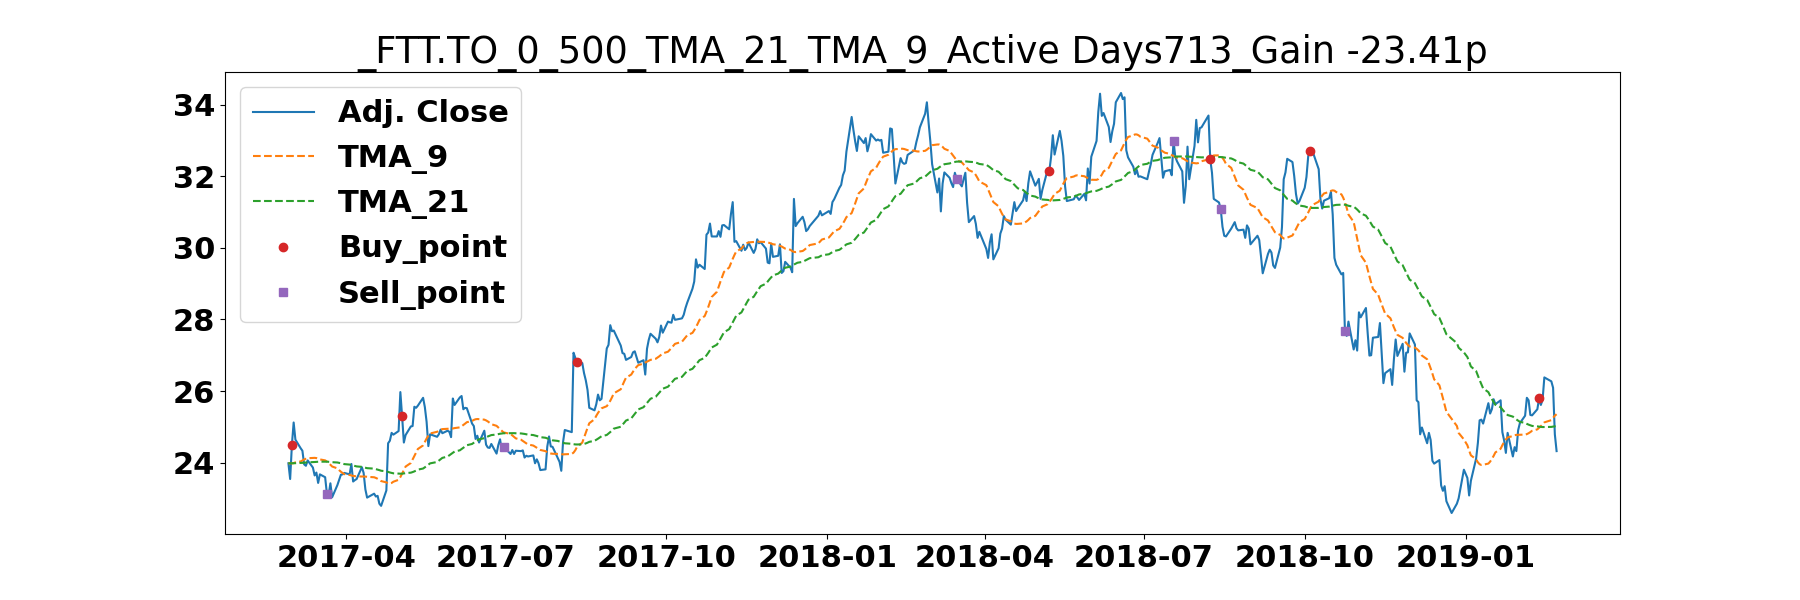 _FTT.TO_0_500_TMA_21_TMA_9_Active Days713_Gain -23.41p
34
32
30
28
26
24
Adj. Close
TMA_9
TMA_21
Buy_point
Sell_point
2017-04 2017-07 2017-10 2018-01 2018-04 2018-07 2018-10 2019-01